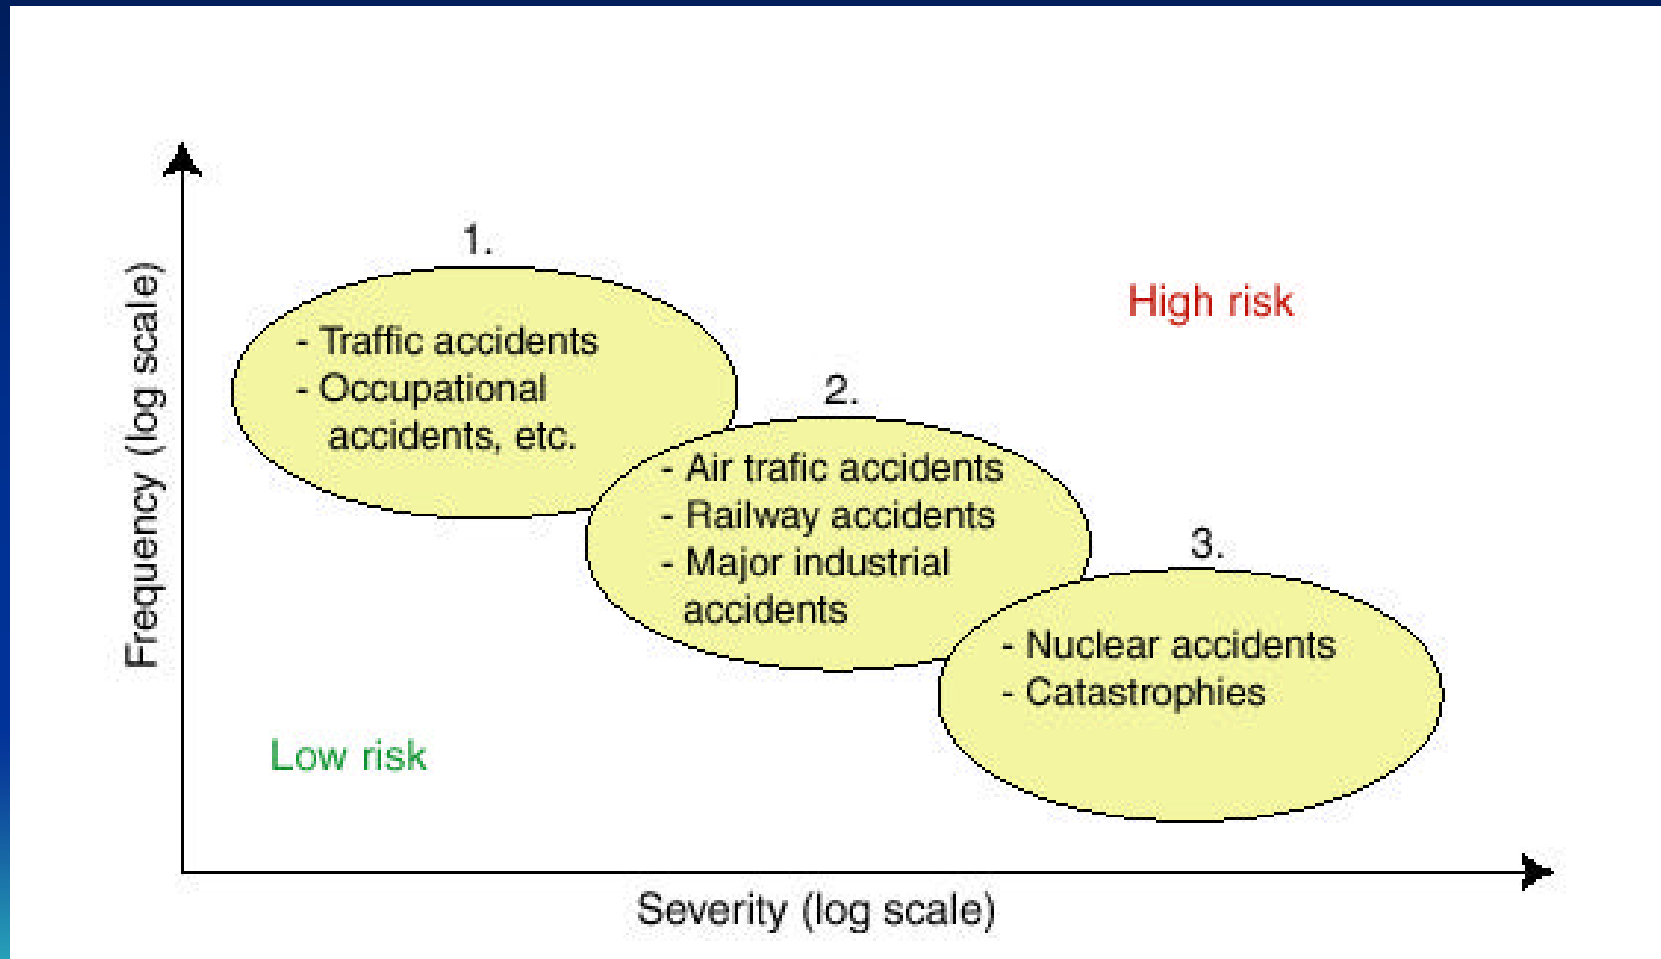 1.
High risk
- Traffic accidents
- Occupational
accidents, etc.
2.
- Air trafic accidents
- Railway accidents
- Major industrial
accidents
3.
- Nuclear accidents
- Catastrophies
Low risk
Frequency (log scale)
Severity (log scale)